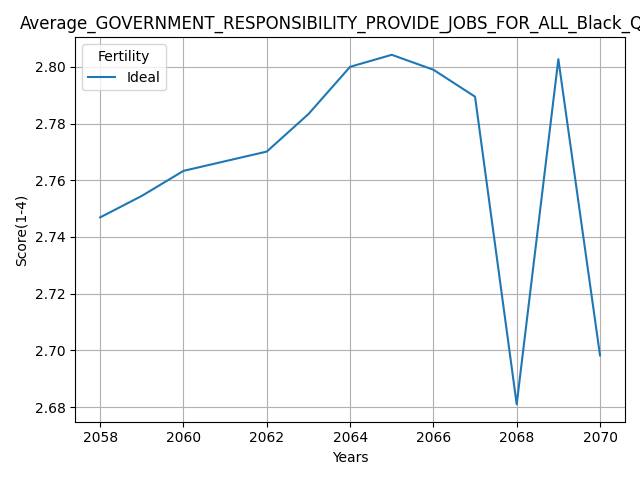 Average_GOVERNMENT_RESPONSIBILITY_PROVIDE_JOBS_FOR_ALL_Black_Q
Fertility
Ideal
2.80
2.78
2.76
2.74
2.72
2.70
2.68
Score(1-4)
2058 2060 2062 2064 2066 2068 2070
Years